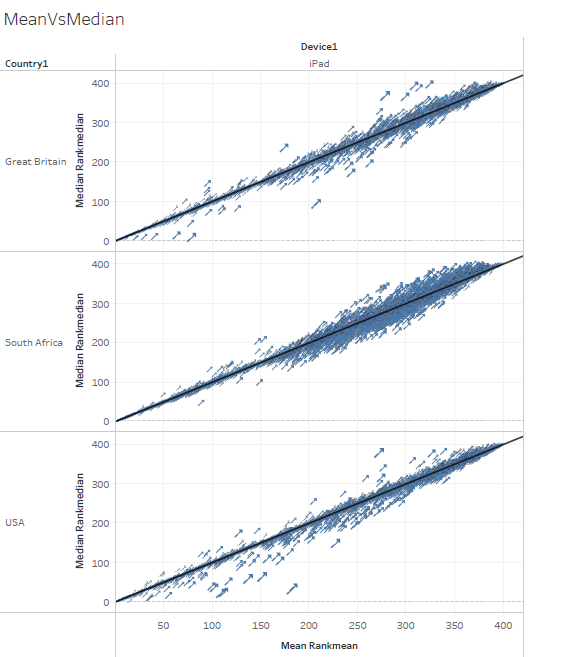 MeanVsMedian
Device1
Country1
iPad
Great Britain
Median Rankmedian
400
300
200
100
0
South Africa
Median Rankmedian
400
300
200
100
0
USA
Median Rankmedian
400
300
200
100
0
50 100 150 200 250 300 350 400
Mean Rankmean